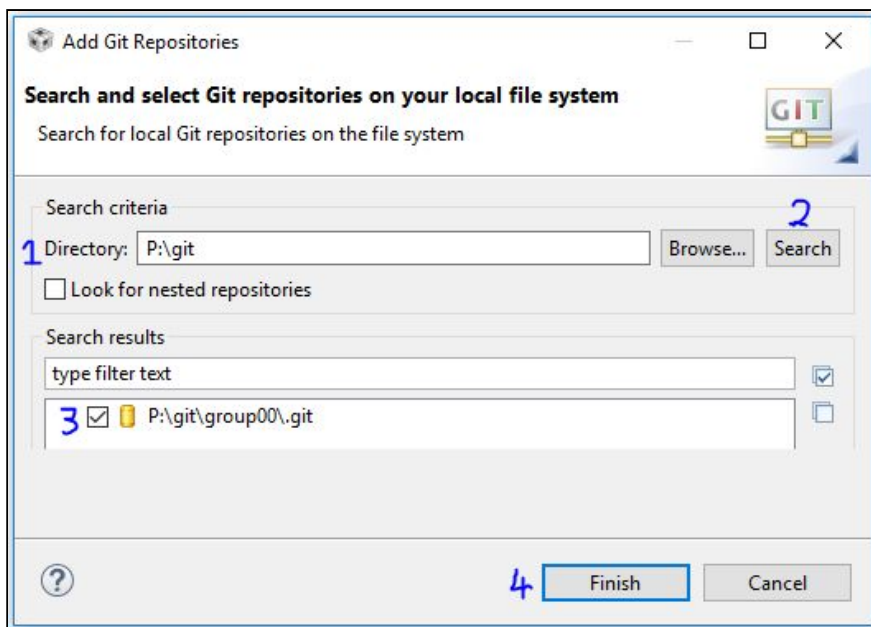 Add Git Repositories
Search and select Git repositories on your local file system
Search for local Git repositories on the file system
GIT
Search criteria
2
1 Directory: P:\git Browse... Search
Look for nested repositories
Search results
type filter text
3 P:\git\group00\.git
? 4 Finish Cancel